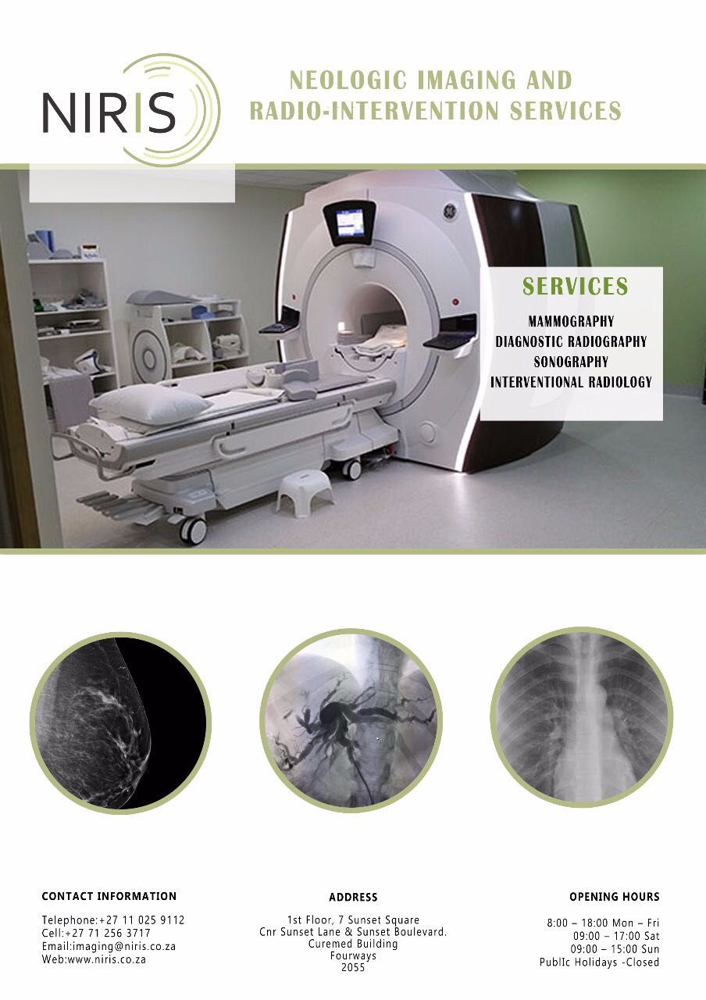 NIRIS
NEOLOGIC IMAGING AND
RADIO-INTERVENTION SERVICES
SERVICES
MAMMOGRAPHY
DIAGNOSTIC RADIOGRAPHY
SONOGRAPHY
INTERVENTIONAL RADIOLOGY
CONTACT INFORMATION
Telephone:+27 11 025 9112
Cell:+27 71 256 3717
Email:imaging@niris.co.za
Web:www.niris.co.za
ADDRESS
1st Floor, 7 Sunset Square
Cnr Sunset Lane & Sunset Boulevard.
Curemed Building
Fourways
2055
OPENING HOURS
8:00 – 18:00 Mon – Fri
09:00 – 17:00 Sat
09:00 – 15:00 Sun
PublIc Holidays -Closed